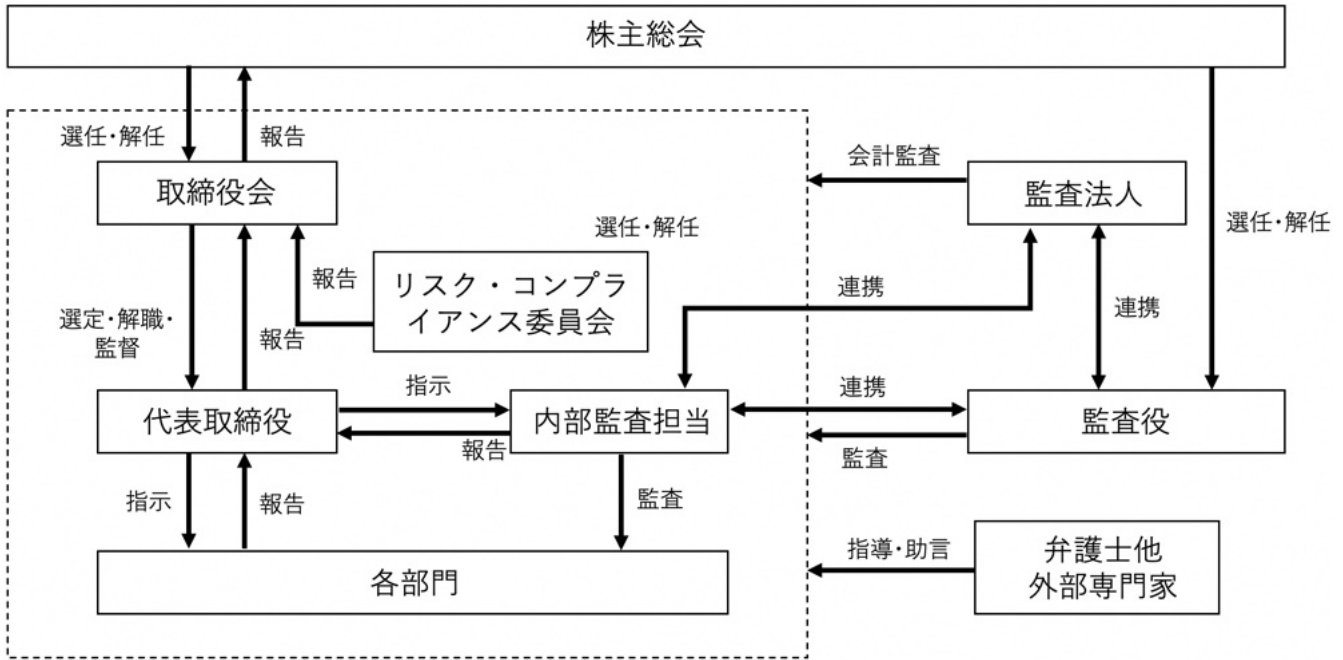 株主総会
選任・解任
報告
会計監査
取締役会
監査法人
選任・解任
選任・解任
報告
リスク・コンプラ
イアンス委員会
連携
連携
選定・解職・
監督
報告
指示
連携
代表取締役
内部監査担当
監査役
報告
監査
指示
報告
監査
指導・助言
弁護士他
外部専門家
各部門